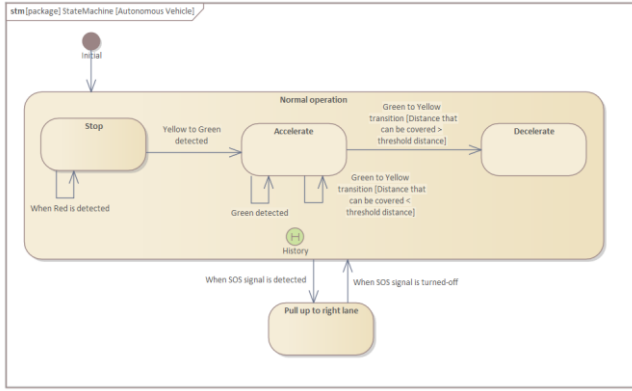 stm [package] StateMachine [Autonomous Vehicle]
Initial
Normal operation
Stop
Yellow to Green
detected
Accelerate
Green to Yellow
transition [Distance that
can be covered >
threshold distance]
Decelerate
When Red is detected
Green detected
Green to Yellow
transition [Distance that
can be covered <
threshold distance]
H
History
When SOS signal is detected
When SOS signal is turned-off
Pull up to right lane